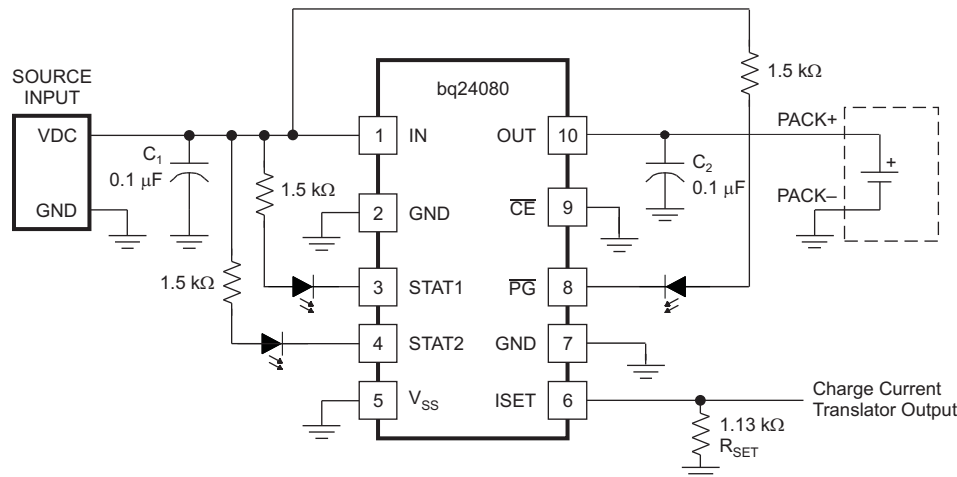 SOURCE
INPUT
VDC
GND
C1
0.1 μF
1.5 kΩ
1.5 kΩ
bq24080
1
IN
2
GND
3
STAT1
4
STAT2
5
VSS
OUT
10
C̅E̅
9
P̅G̅
8
GND
7
ISET
6
1.5 kΩ
C2
0.1 μF
PACK+
+
PACK–
Charge Current
Translator Output
1.13 kΩ
RSET